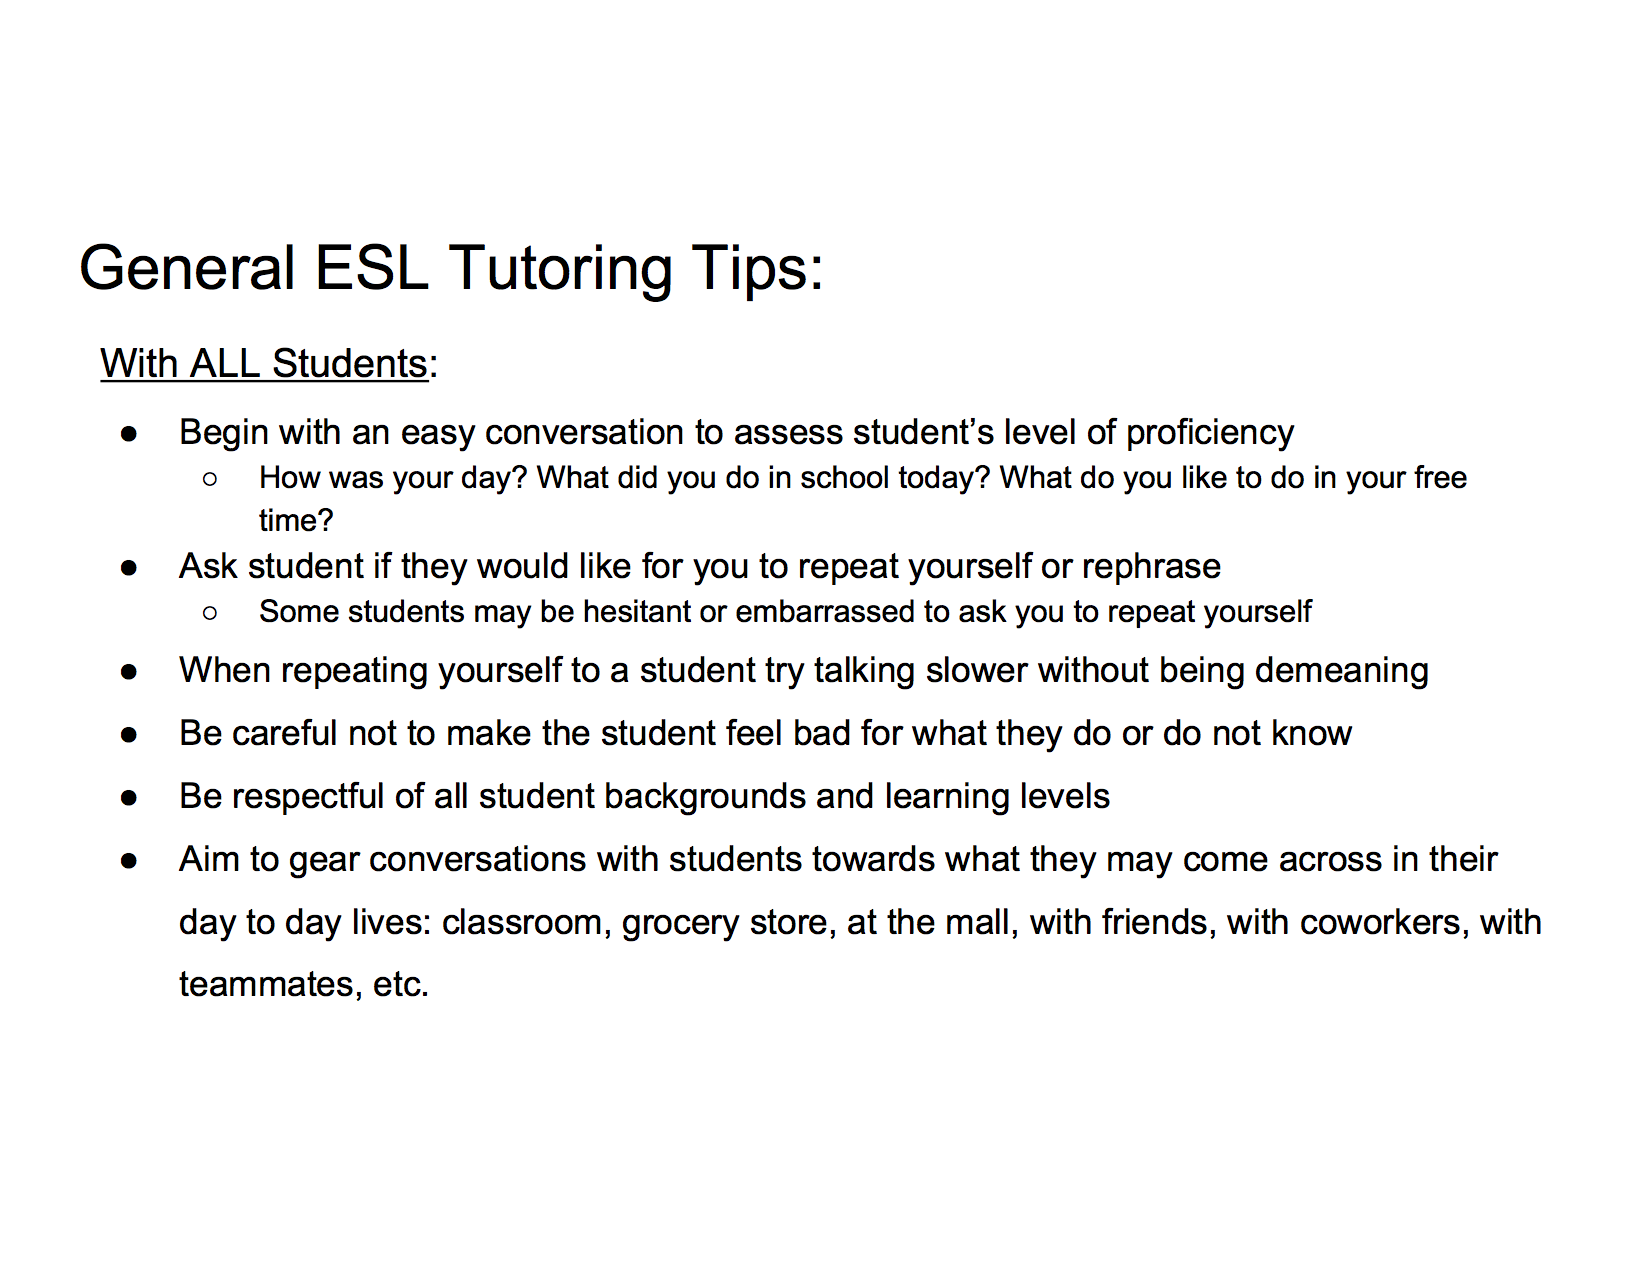 General ESL Tutoring Tips:
With ALL Students:
● Begin with an easy conversation to assess student’s level of proficiency
○ How was your day? What did you do in school today? What do you like to do in your free
time?
● Ask student if they would like for you to repeat yourself or rephrase
○ Some students may be hesitant or embarrassed to ask you to repeat yourself
● When repeating yourself to a student try talking slower without being demeaning
● Be careful not to make the student feel bad for what they do or do not know
● Be respectful of all student backgrounds and learning levels
● Aim to gear conversations with students towards what they may come across in their
day to day lives: classroom, grocery store, at the mall, with friends, with coworkers, with
teammates, etc.